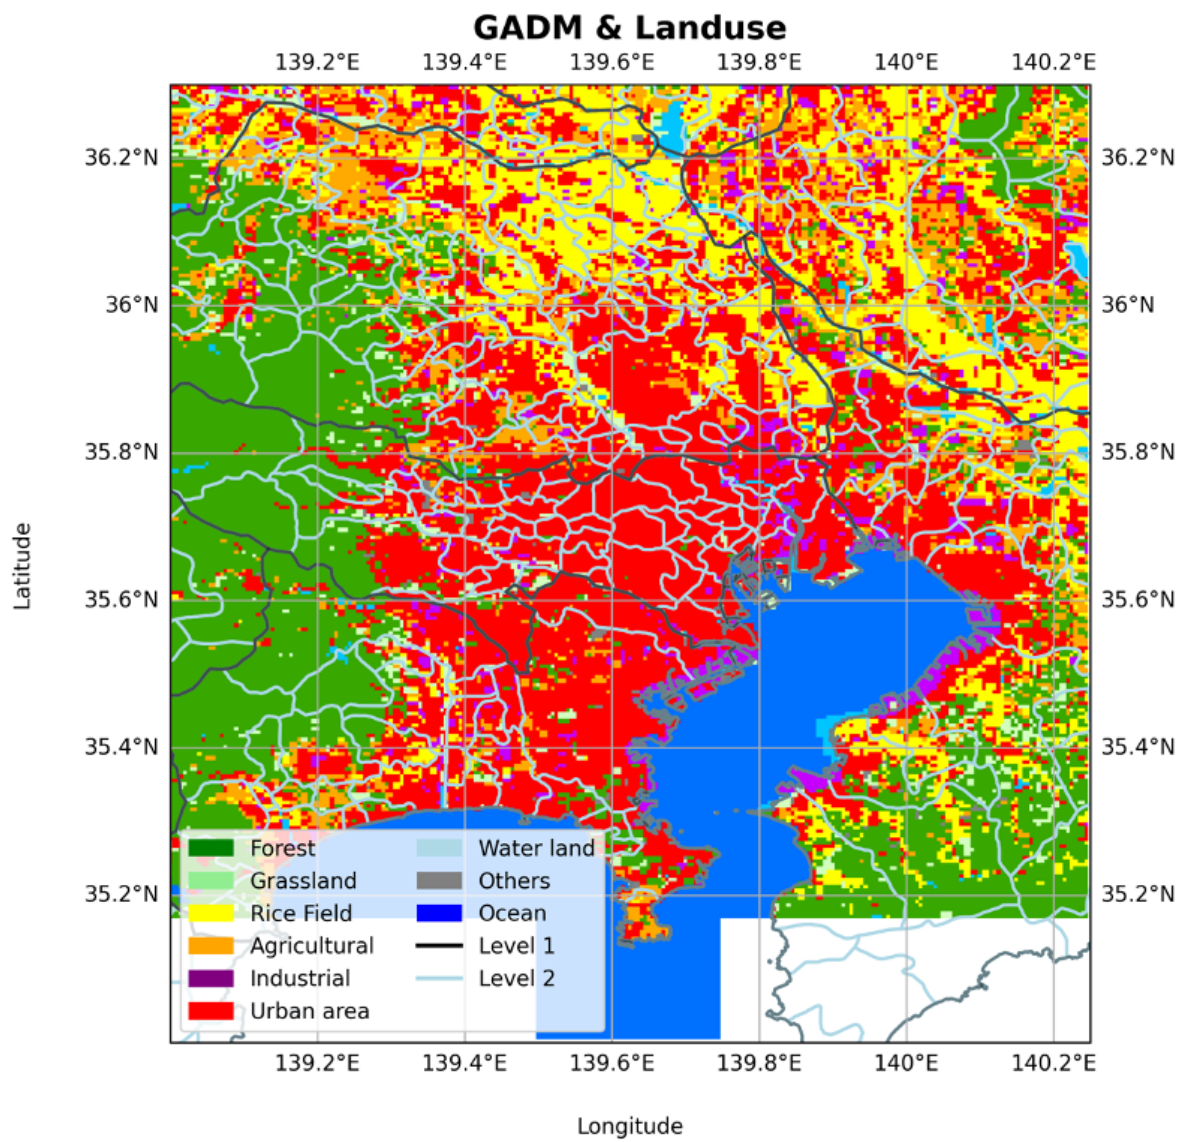 GADM & Landuse
139.2°E 139.4°E 139.6°E 139.8°E 140°E 140.2°E
36.2°N 36.2°N
36°N 36°N
35.8°N 35.8°N
35.6°N 35.6°N
35.4°N 35.4°N
35.2°N 35.2°N
Latitude
Forest Water land
Grassland Others
Rice Field Ocean
Agricultural Level 1
Industrial Level 2
Urban area
139.2°E 139.4°E 139.6°E 139.8°E 140°E 140.2°E
Longitude